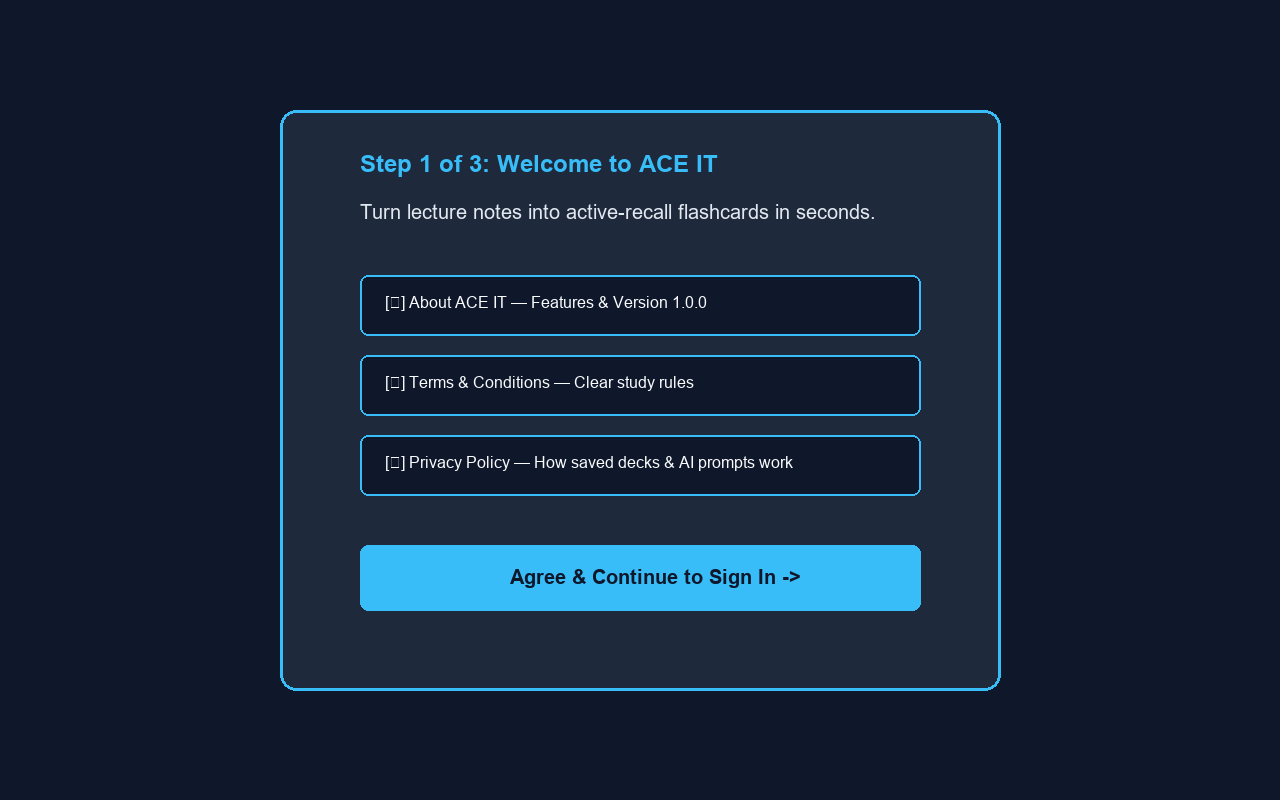 Step 1 of 3: Welcome to ACE IT
Turn lecture notes into active-recall flashcards in seconds.
[▯] About ACE IT — Features & Version 1.0.0
[▯] Terms & Conditions — Clear study rules
[▯] Privacy Policy — How saved decks & AI prompts work
Agree & Continue to Sign In ->